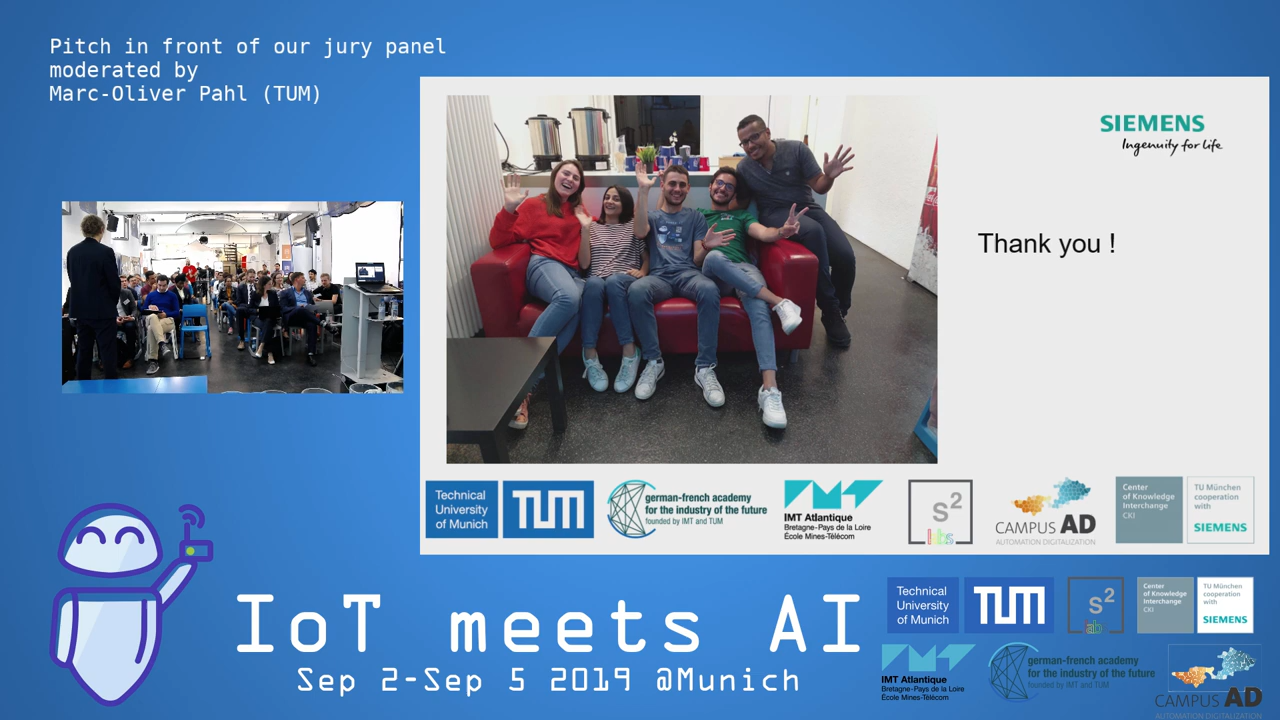 Pitch in front of our jury panel
moderated by
Marc-Oliver Pahl (TUM)
SIEMENS
Ingenuity for life
Thank you !
Technical
University
of Munich
TUM
german-french academy
for the industry of the future
founded by IMT and TUM
IMT Atlantique
Bretagne-Pays de la Loire
École Mines-Télécom
S2
labs
CAMPUS AD
AUTOMATION DIGITALIZATION
Center
of Knowledge
Interchange
CKI
TU München
cooperation
with
SIEMENS
IoT meets AI
Sep 2-Sep 5 2019 @Munich
Technical
University
of Munich
TUM
S2
lab
Center
of Knowledge
Interchange
CKI
TU München
cooperation
with
SIEMENS
IMT Atlantique
Bretagne-Pays de la Loire
École Mines-Télécom
german-french academy
for the industry of the future
founded by IMT and TUM
CAMPUS AD
AUTOMATION DIGITALIZATION